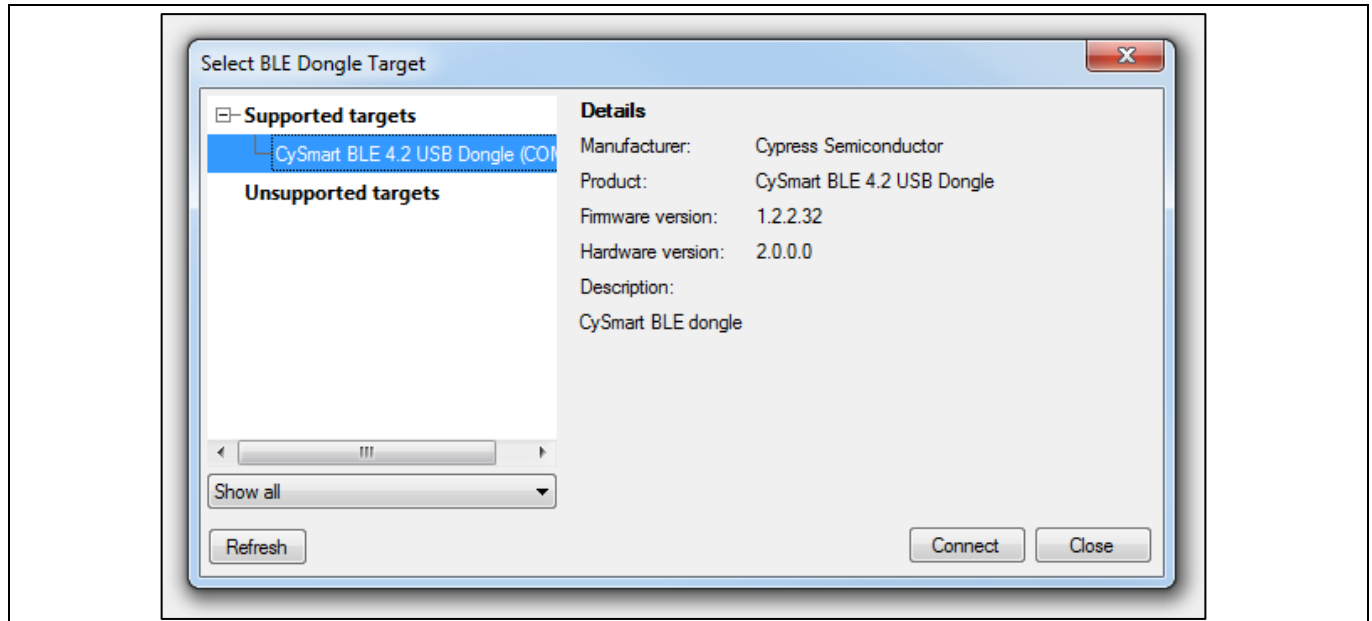 Select BLE Dongle Target
Supported targets
CySmart BLE 4.2 USB Dongle
Unsupported targets
Show all
Refresh
Details
Manufacturer: Cypress Semiconductor
Product: CySmart BLE 4.2 USB Dongle
Firmware version: 1.2.2.32
Hardware version: 2.0.0.0
Description:
CySmart BLE dongle
Connect Close